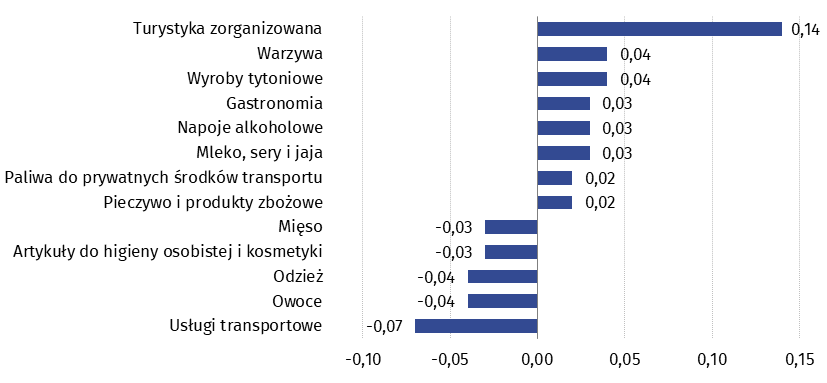 Turystyka zorganizowana 0,14
Warzywa 0,04
Wyroby tytoniowe 0,04
Gastronomia 0,03
Napoje alkoholowe 0,03
Mleko, sery i jaja 0,03
Paliwa do prywatnych środków transportu 0,02
Pieczywo i produkty zbożowe 0,02
Mięso -0,03
Artykuły do higieny osobistej i kosmetyki -0,03
Odzież -0,04
Owoce -0,04
Usługi transportowe -0,07
-0,10 -0,05 0,00 0,05 0,10 0,15